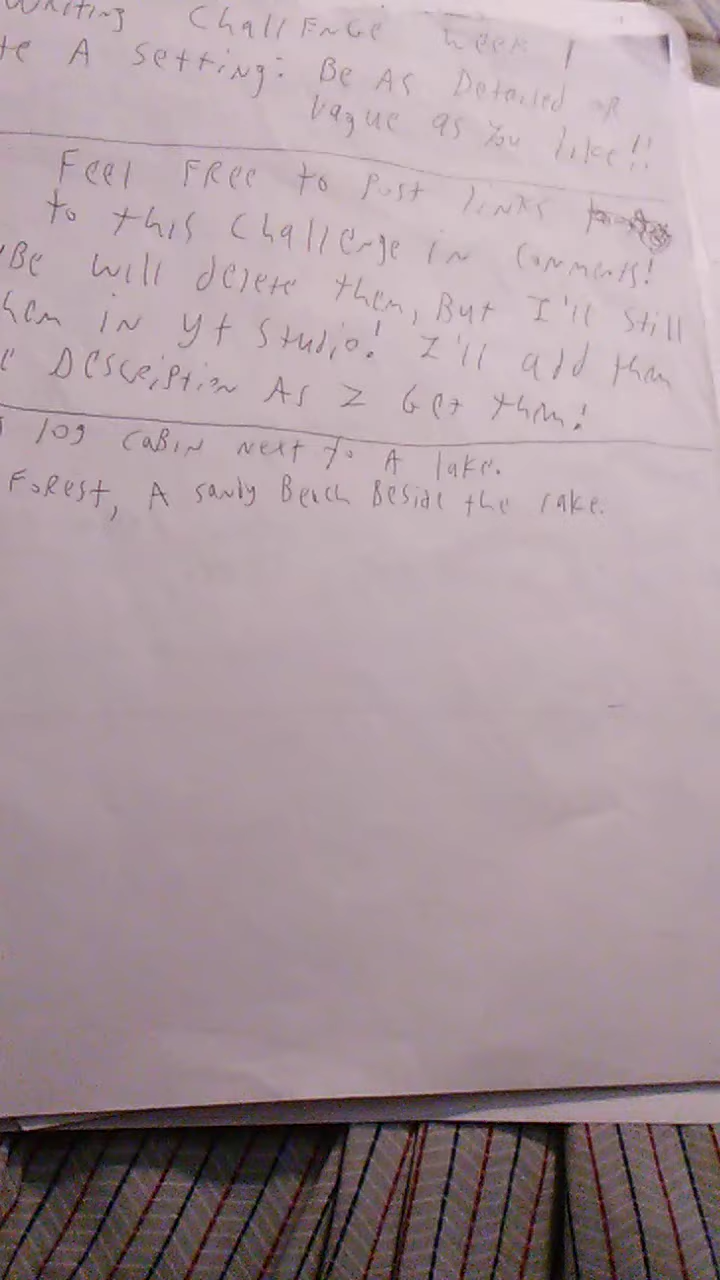 Writing Challenge Week 1
te A setting: Be As Detailed or
Vague as You like!!
Feel Free to Post links
to this Challenge in Comments!
Be will delete them, But I'll still
hem in yt Studio! I'll add them
e Description As I Get them!
log cabin next to A lake.
Forest, A sandy Beach Beside the lake.